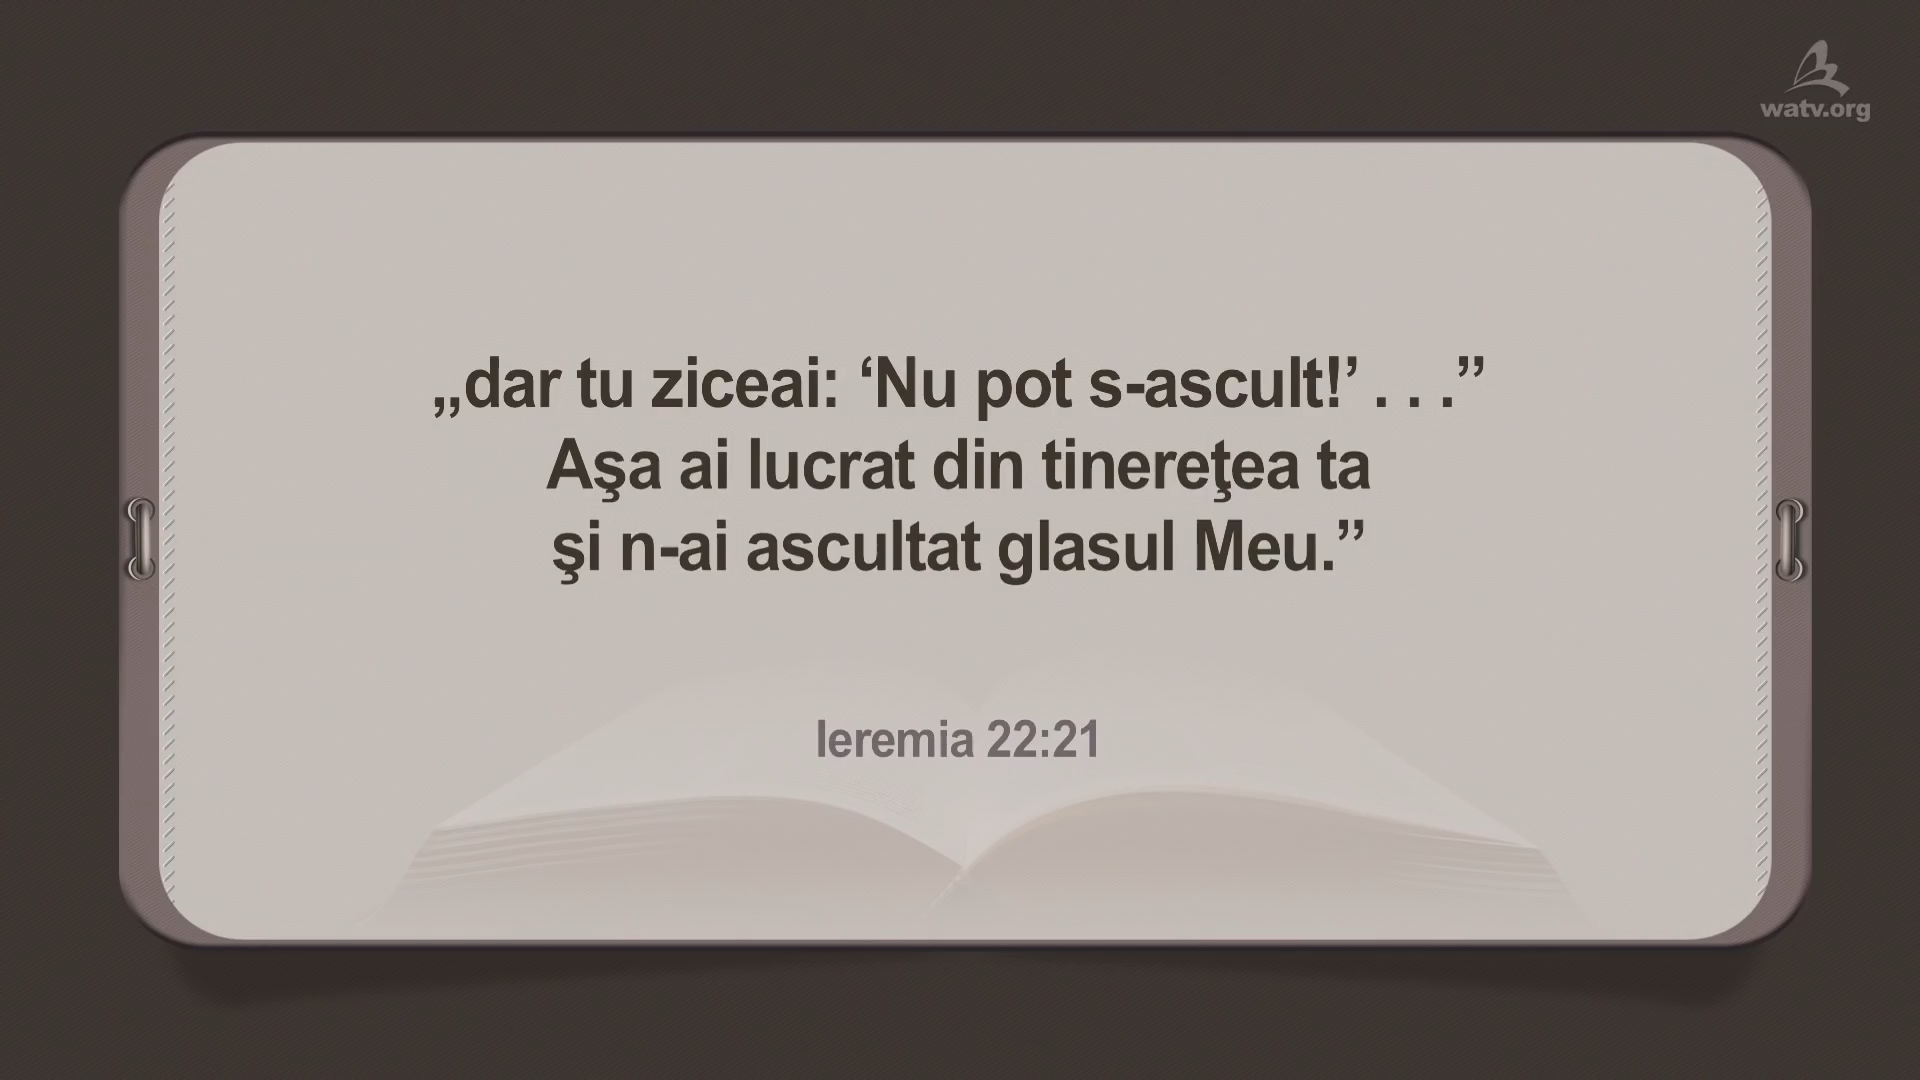 watv.org
„dar tu ziceai: ‘Nu pot s-ascult!’ . . .”
Aşa ai lucrat din tinereţea ta
şi n-ai ascultat glasul Meu.”
Ieremia 22:21